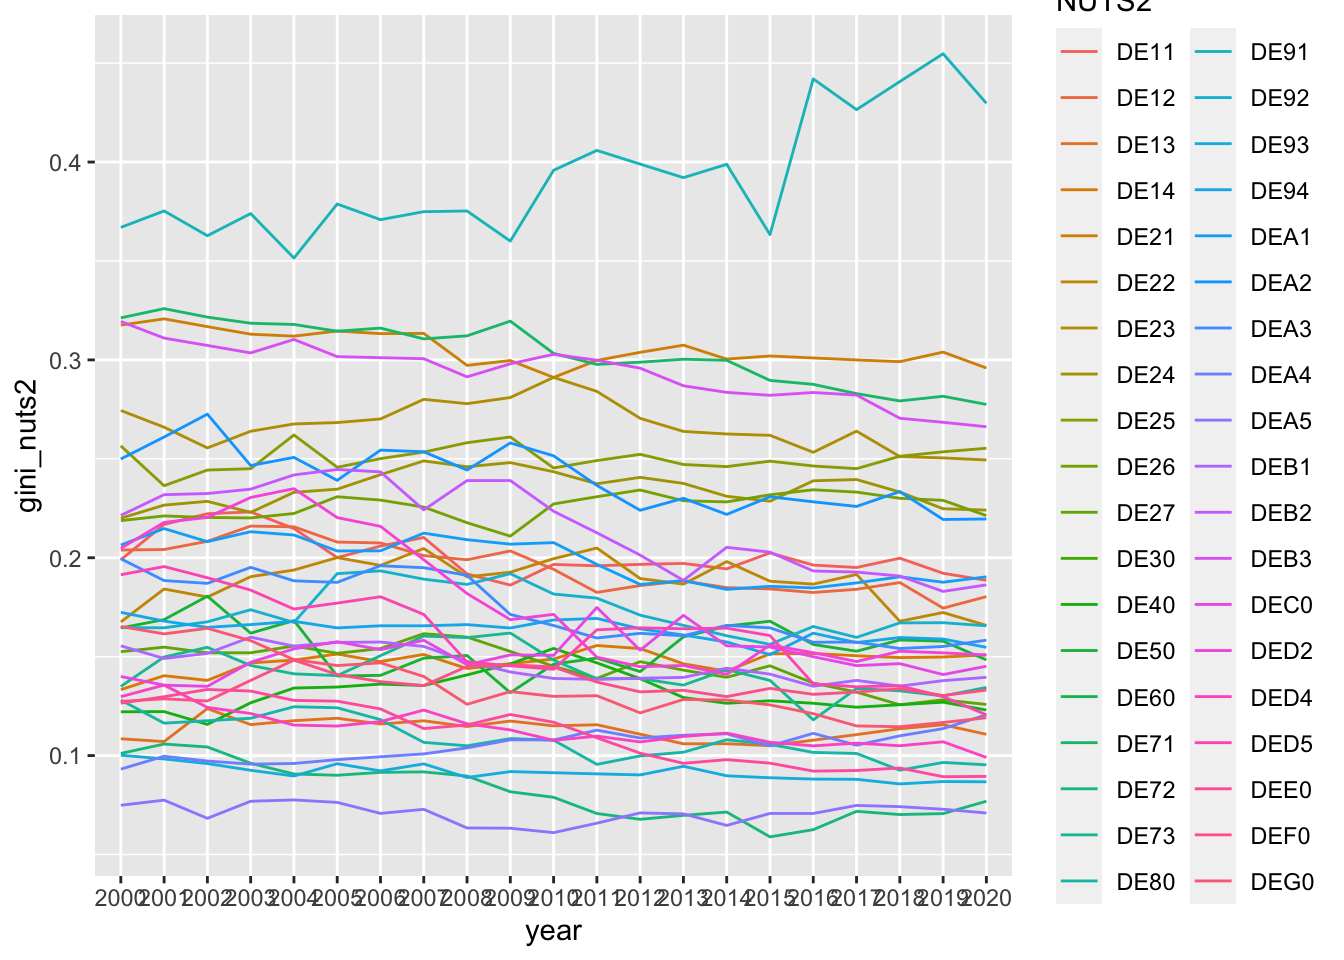 NUTS2
DE11 DE91
DE12 DE92
DE13 DE93
DE14 DE94
DE21 DEA1
DE22 DEA2
DE23 DEA3
DE24 DEA4
DE25 DEA5
DE26 DEB1
DE27 DEB2
DE30 DEB3
DE40 DEC0
DE50 DED2
DE60 DED4
DE71 DED5
DE72 DEE0
DE73 DEF0
DE80 DEG0
gini_nuts2
0.4
0.3
0.2
0.1
2000 2001 2002 2003 2004 2005 2006 2007 2008 2009 2010 2011 2012 2013 2014 2015 2016 2017 2018 2019 2020
year